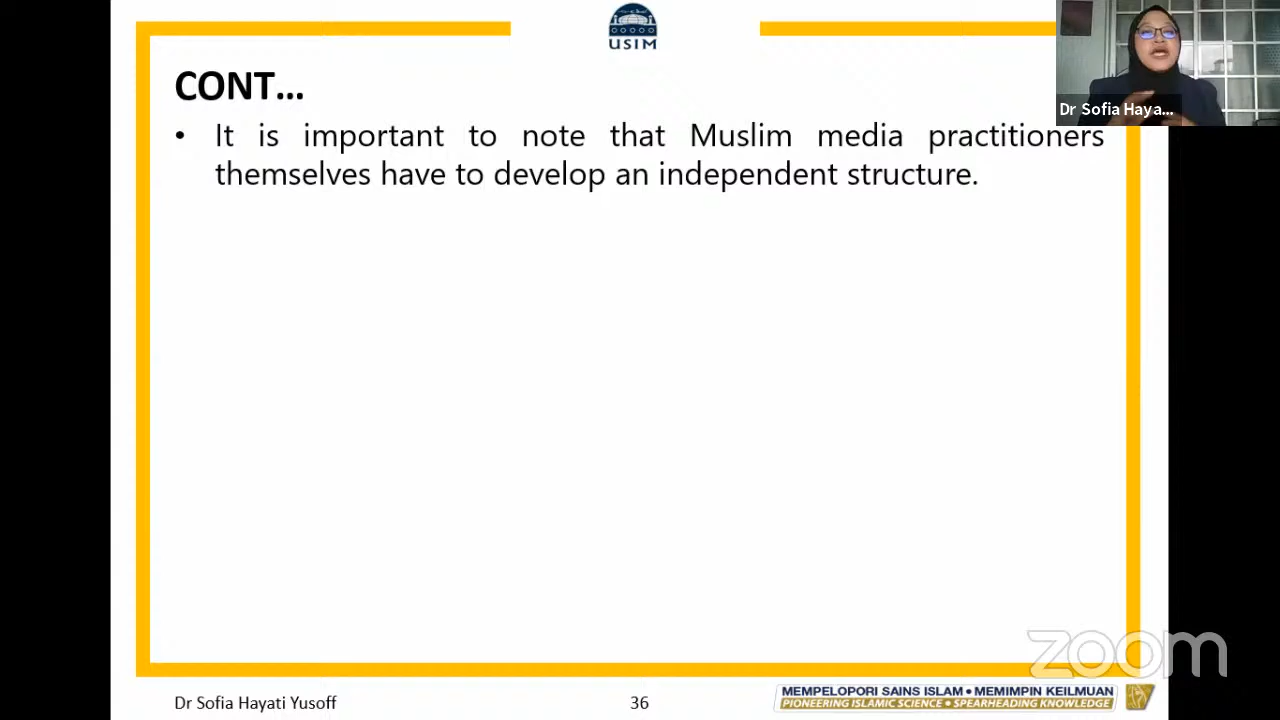 USIM
Dr Sofia Haya...
CONT...
• It is important to note that Muslim media practitioners
themselves have to develop an independent structure.
zoom
Dr Sofia Hayati Yusoff
36
MEMPELOPORI SAINS ISLAM • MEMIMPIN KEILMUAN
PIONEERING ISLAMIC SCIENCE • SPEARHEADING KNOWLEDGE